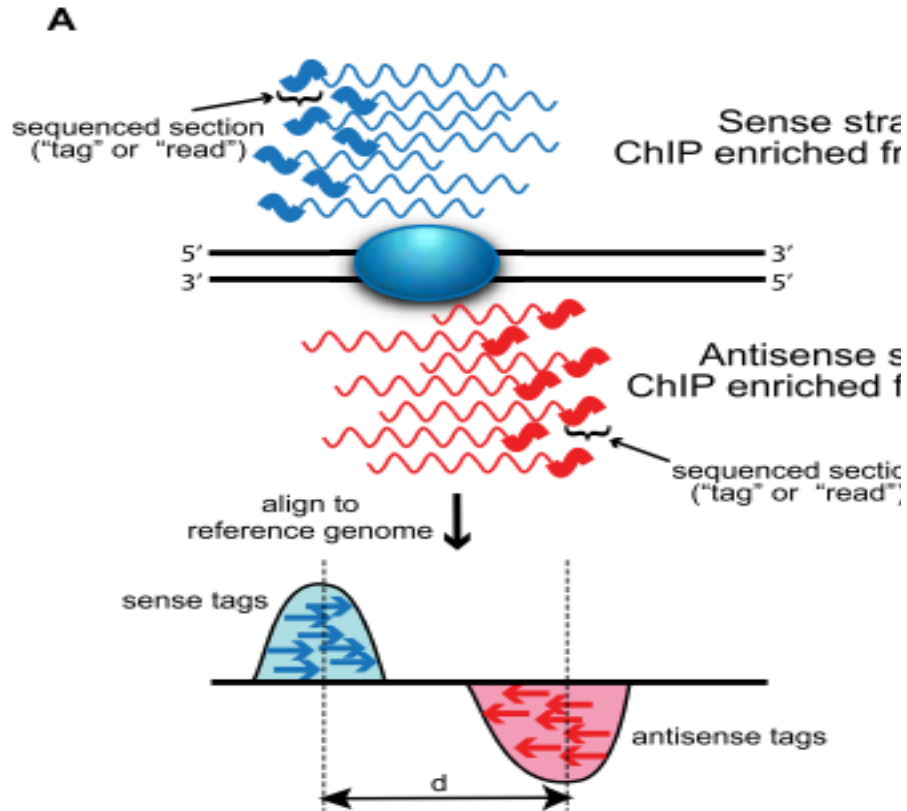 A
sequenced section
("tag" or "read")
Sense stra
ChIP enriched fr
5′ 3′
3′ 5′
Antisense s
ChIP enriched f
sequenced sectio
("tag" or "read")
align to
reference genome
sense tags
antisense tags
d